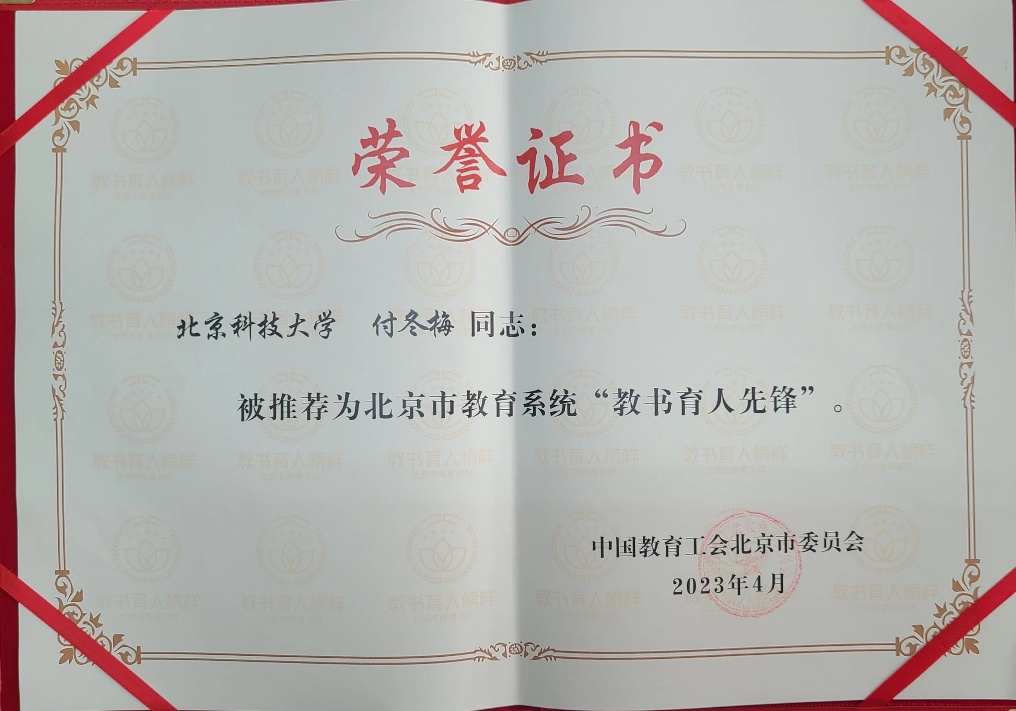 荣誉证书
北京科技大学 付冬梅 同志：
被推荐为北京市教育系统“教书育人先锋”。
中国教育工会北京市委员会
2023年4月